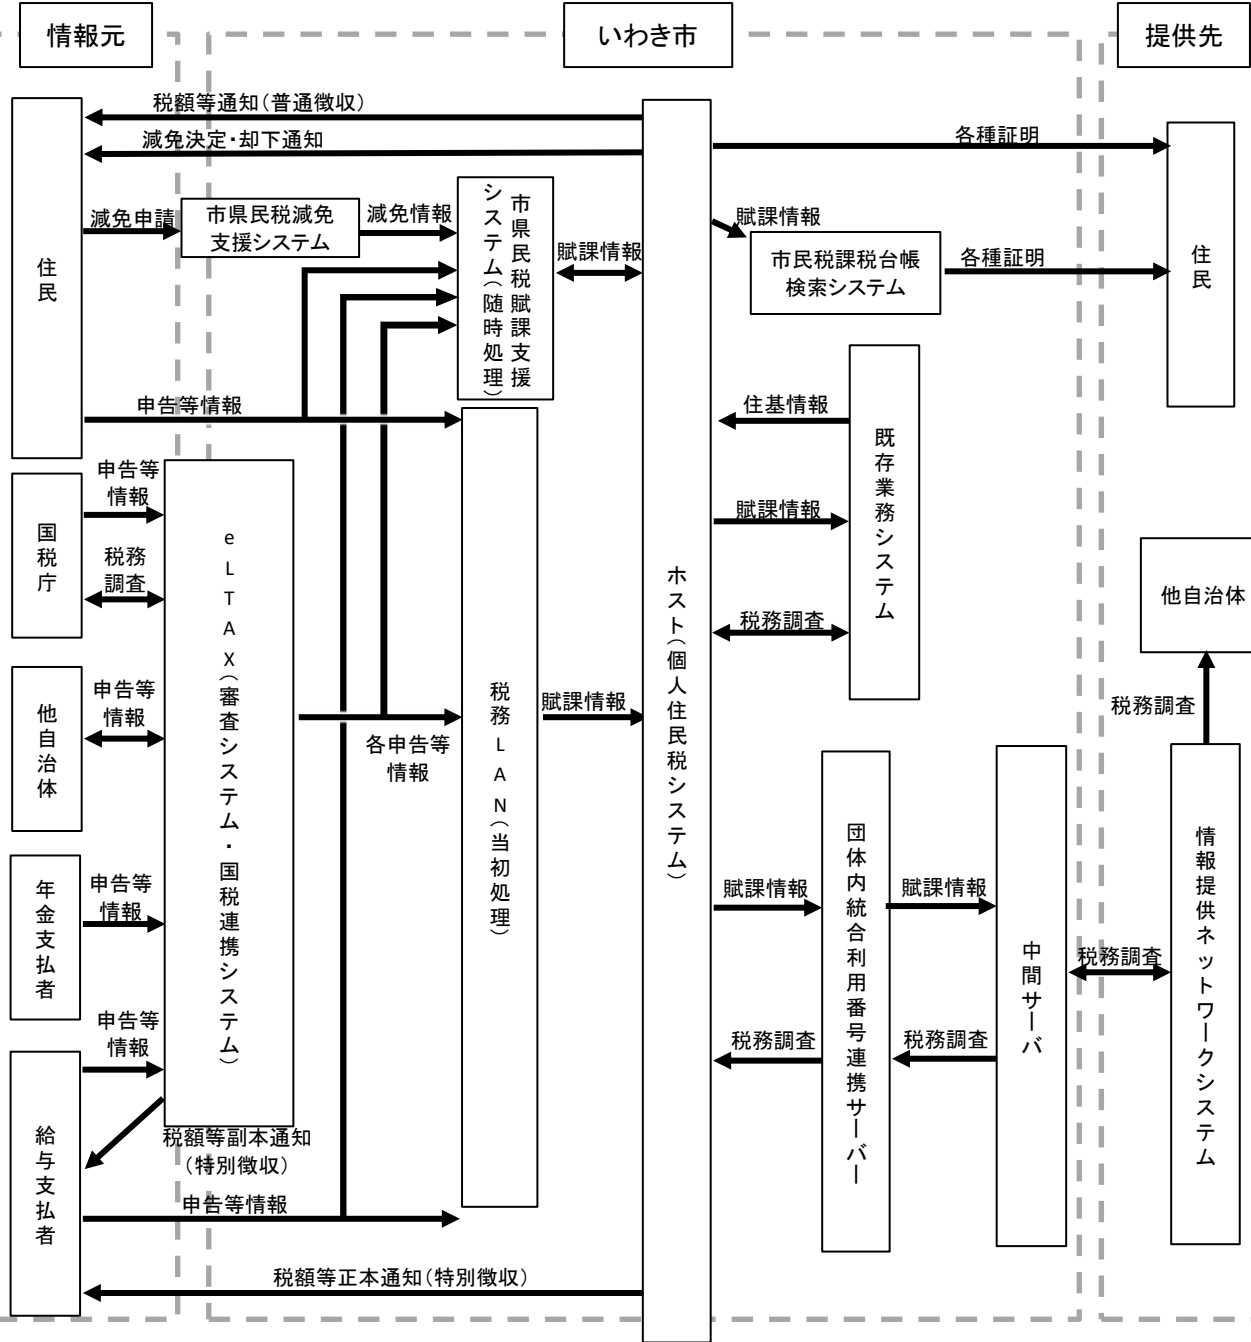 情報元
いわき市
提供先
税額等通知（普通徴収）
減免決定・却下通知
各種証明
住民
減免申請
市県民税減免
支援システム
減免情報
市県民税賦課支援
システム（随時処理）
賦課情報
賦課情報
市民税課税台帳
検索システム
各種証明
住民
申告等情報
住基情報
既存業務システム
賦課情報
税務調査
国税庁
申告等
情報
税務
調査
eLTAX（審査システム・国税連携システム）
他自治体
申告等
情報
各申告等
情報
税務LAN（当初処理）
賦課情報
ホスト（個人住民税システム）
他自治体
税務調査
年金支払者
申告等
情報
賦課情報
団体内統合利用番号連携サーバー
賦課情報
中間サーバ
税務調査
情報提供ネットワークシステム
税務調査
税務調査
給与支払者
申告等
情報
税額等副本通知
（特別徴収）
申告等情報
税額等正本通知（特別徴収）